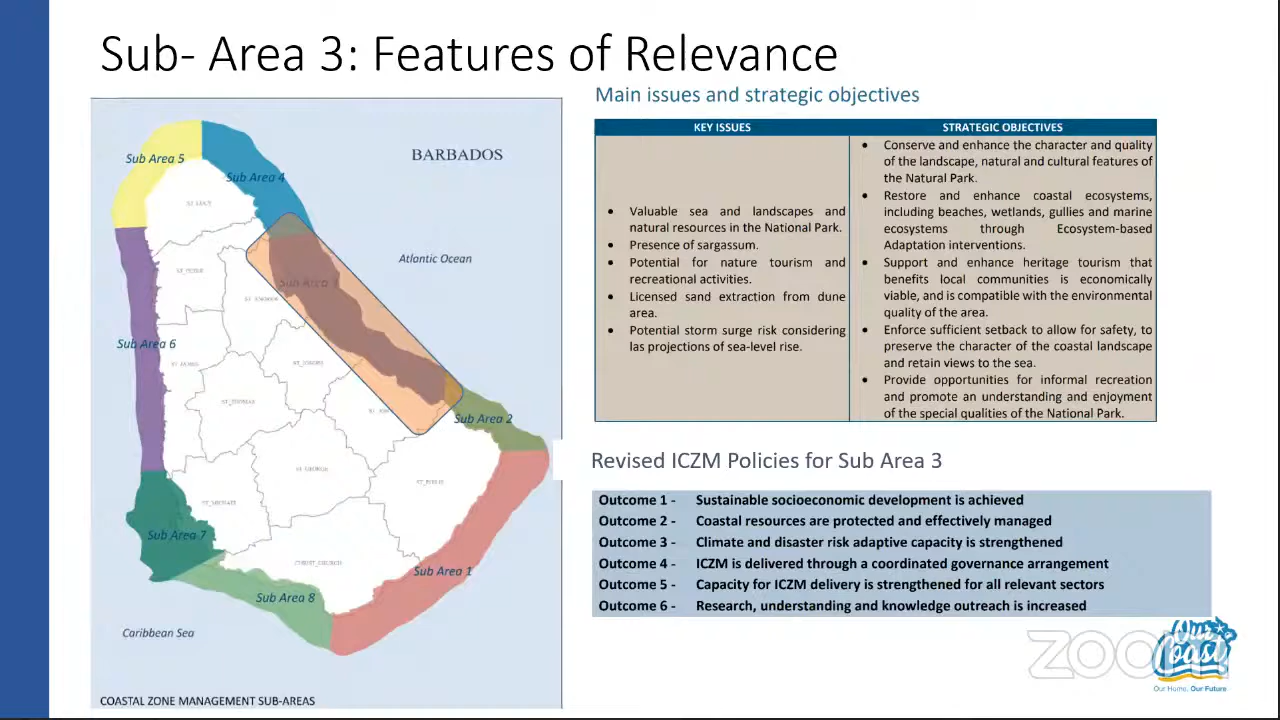 Sub- Area 3: Features of Relevance
Main issues and strategic objectives
BARBADOS
Sub Area 5
Sub Area 4
Atlantic Ocean
Sub Area 3
Sub Area 6
Sub Area 2
Sub Area 7
Sub Area 1
Sub Area 8
Caribbean Sea
ST_LUCY
ST_PETER
ST_JAMES
ST_THOMAS
ST_GEORGE
ST_PHILIP
ST_MICHAEL
CHRIST_CHURCH
COASTAL ZONE MANAGEMENT SUB-AREAS
KEY ISSUES
• Valuable sea and landscapes and
natural resources in the National Park.
• Presence of sargassum.
• Potential for nature tourism and
recreational activities.
• Licensed sand extraction from dune
area.
• Potential storm surge risk considering
las projections of sea-level rise.
STRATEGIC OBJECTIVES
• Conserve and enhance the character and quality
of the landscape, natural and cultural features of
the Natural Park.
• Restore and enhance coastal ecosystems,
including beaches, wetlands, gullies and marine
ecosystems through Ecosystem-based
Adaptation interventions.
• Support and enhance heritage tourism that
benefits local communities is economically
viable, and is compatible with the environmental
quality of the area.
• Enforce sufficient setback to allow for safety, to
preserve the character of the coastal landscape
and retain views to the sea.
• Provide opportunities for informal recreation
and promote an understanding and enjoyment
of the special qualities of the National Park.
Revised ICZM Policies for Sub Area 3
Outcome 1 - Sustainable socioeconomic development is achieved
Outcome 2 - Coastal resources are protected and effectively managed
Outcome 3 - Climate and disaster risk adaptive capacity is strengthened
Outcome 4 - ICZM is delivered through a coordinated governance arrangement
Outcome 5 - Capacity for ICZM delivery is strengthened for all relevant sectors
Outcome 6 - Research, understanding and knowledge outreach is increased
zoom
Our
Coast
Our Home, Our Future